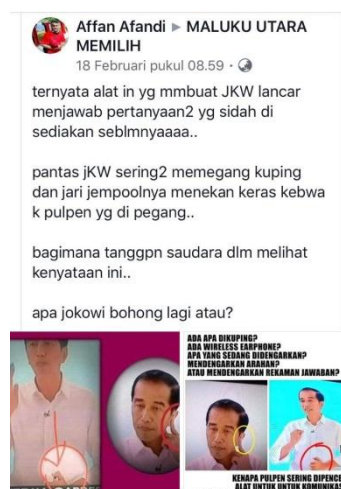 Affan Afandi ▸ MALUKU UTARA
MEMILIH
18 Februari pukul 08.59 ·
ternyata alat in yg mmbuat JKW lancar
menjawab pertanyaan2 yg sidah di
sediakan seblmnyaaaa..
pantas jKW sering2 memegang kuping
dan jari jempoolnya menekan keras kebwa
k pulpen yg di pegang..
bagimana tanggpn saudara dlm melihat
kenyataan ini..
apa jokowi bohong lagi atau?
ADA APA DIKUPING?
ADA WIRELESS EARPHONE?
APA YANG SEDANG DIDENGARKAN?
MENDENGARKAN ARAHAN?
ATAU MENDENGARKAN REKAMAN JAWABAN?
KENAPA PULPEN SERING DIPENCE
ALAT UNTUK UNTUK KOMUNIKAS